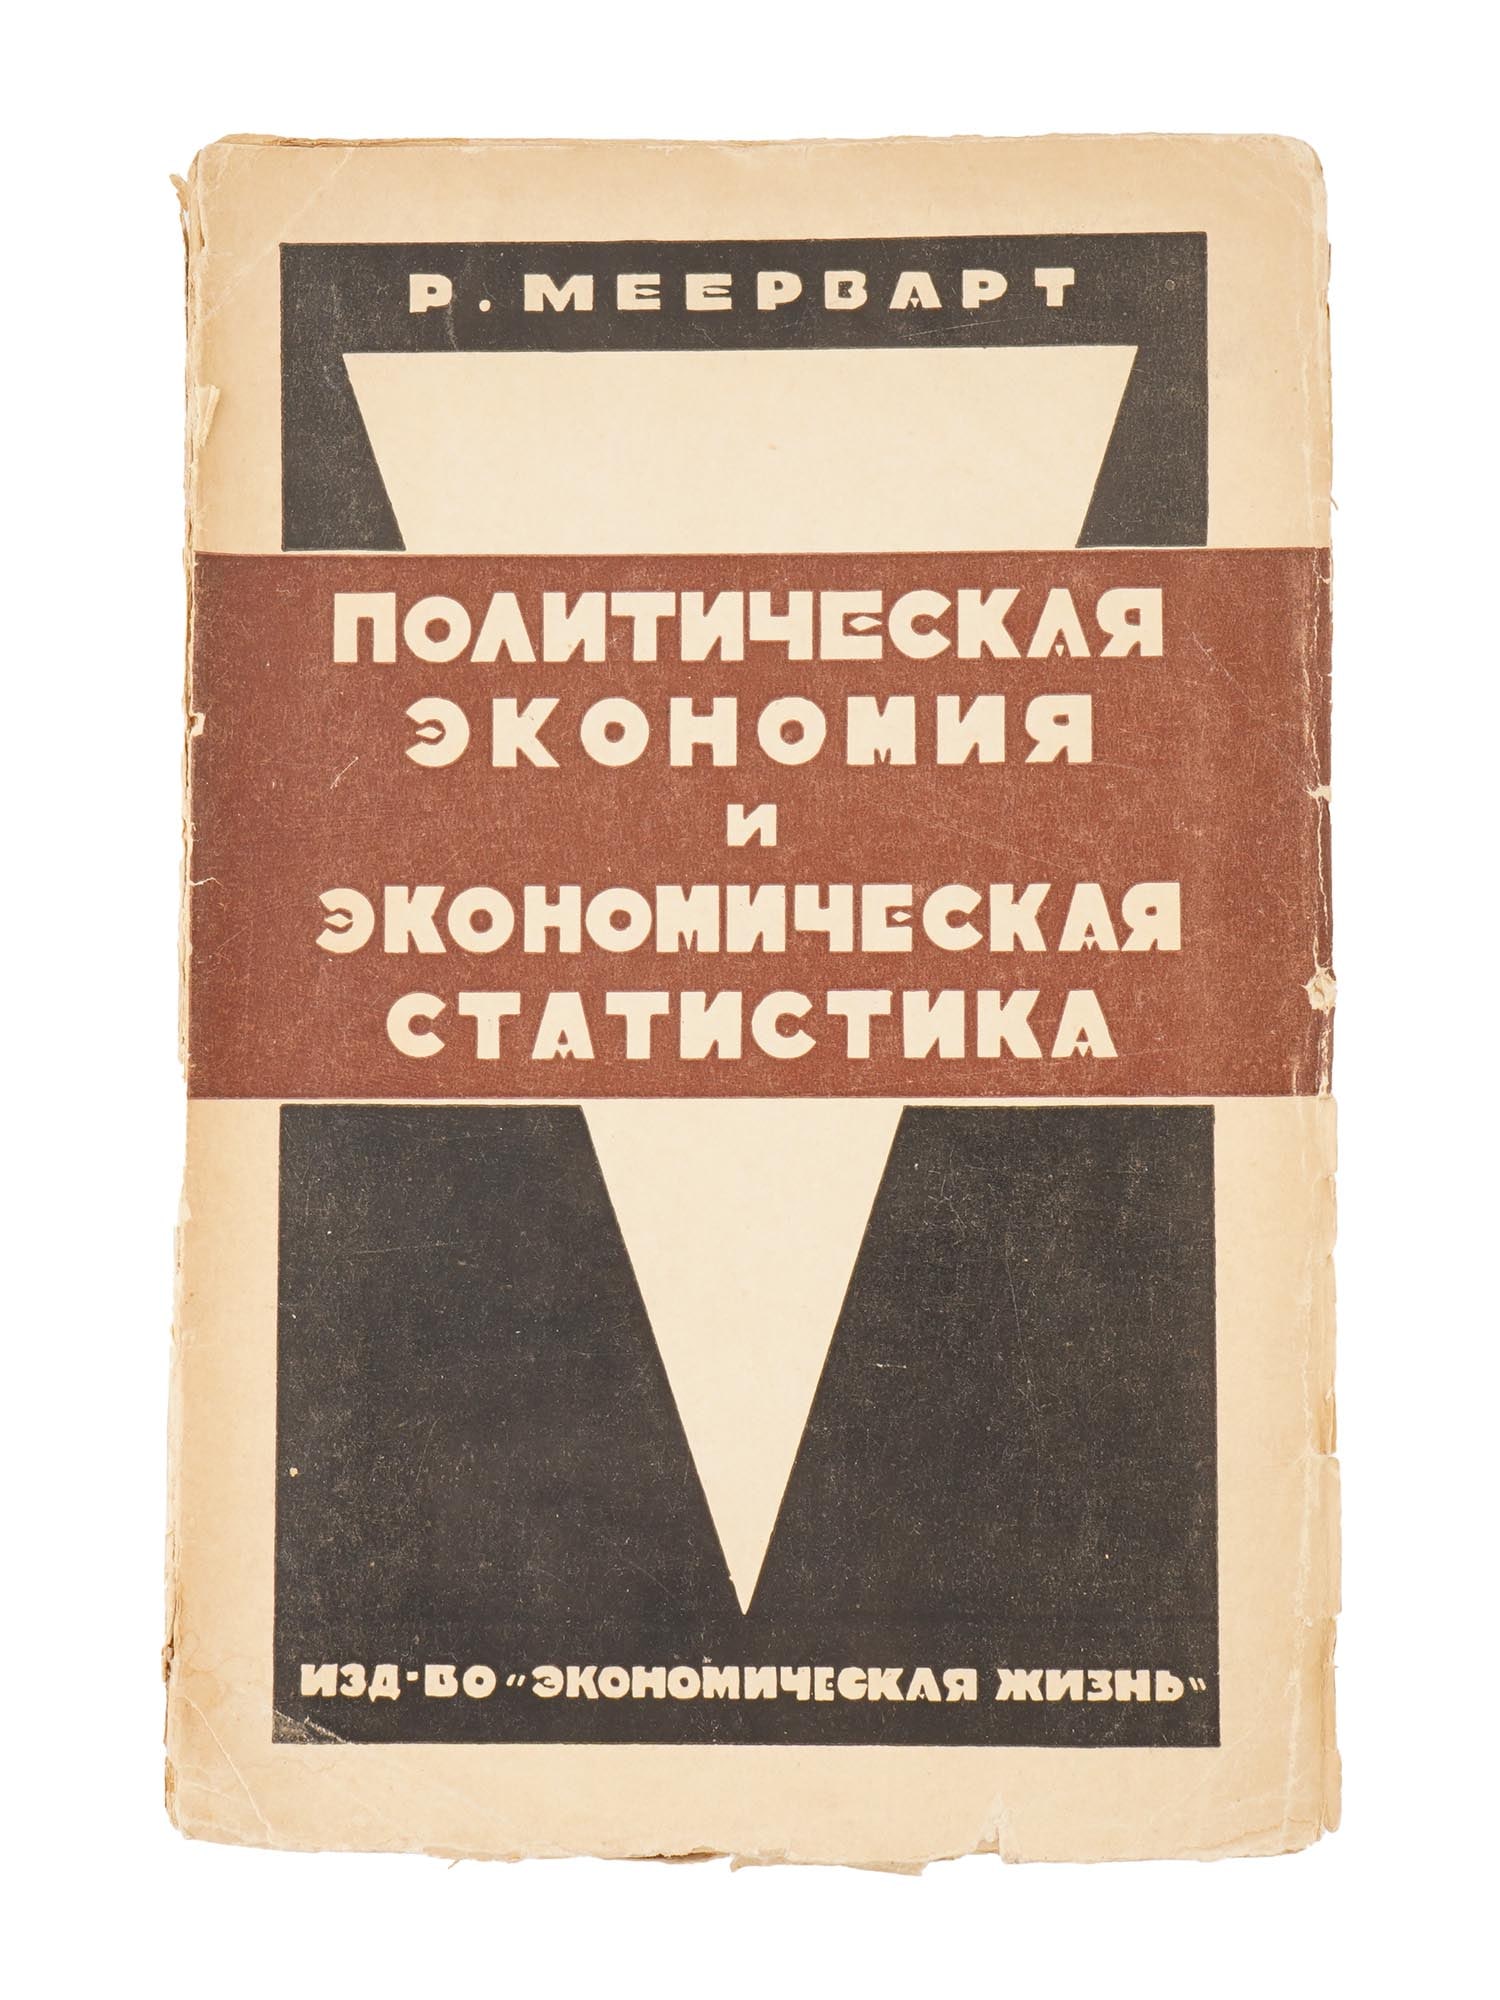 Р. МЕЕРВАРТ
ПОЛИТИЧЕСКАЯ
ЭКОНОМИЯ
И
ЭКОНОМИЧЕСКАЯ
СТАТИСТИКА
ИЗД-ВО "ЭКОНОМИЧЕСКАЯ ЖИЗНЬ"